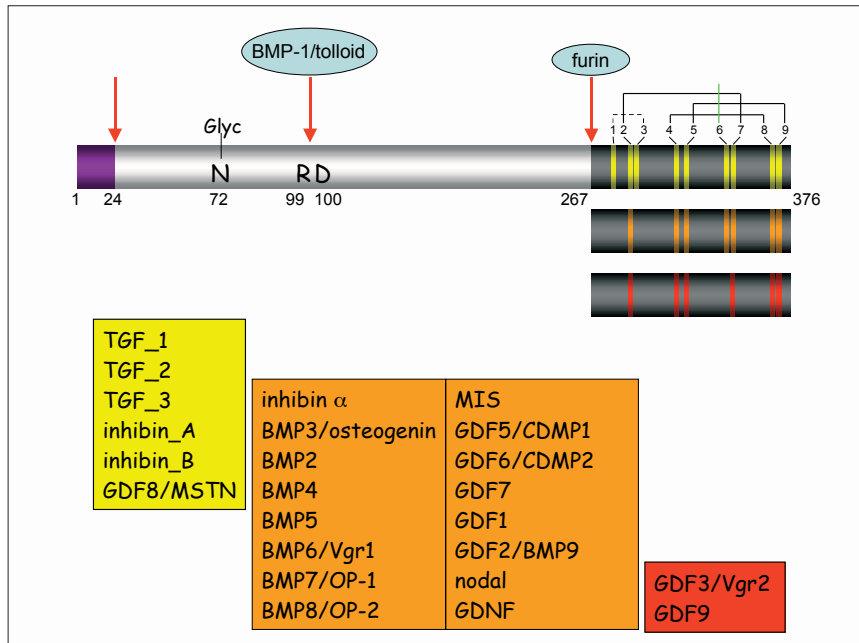 BMP-1/tolloid
furin
Glyc
1 2 3 4 5 6 7 8 9
N RD
1 24 72 99 100 267 376
TGF_1
TGF_2
TGF_3
inhibin_A
inhibin_B
GDF8/MSTN
inhibin α
BMP3/osteogenin
BMP2
BMP4
BMP5
BMP6/Vgr1
BMP7/OP-1
BMP8/OP-2
MIS
GDF5/CDMP1
GDF6/CDMP2
GDF7
GDF1
GDF2/BMP9
nodal
GDNF
GDF3/Vgr2
GDF9